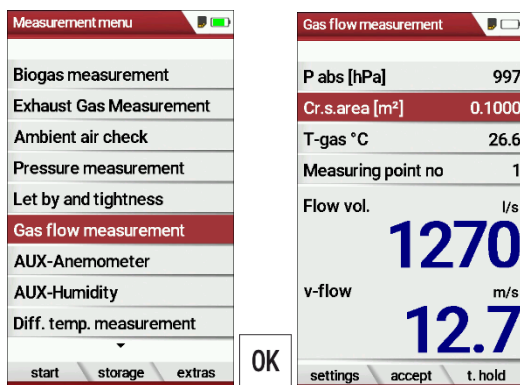 Measurement menu
Biogas measurement
Exhaust Gas Measurement
Ambient air check
Pressure measurement
Let by and tightness
Gas flow measurement
AUX-Anemometer
AUX-Humidity
Diff. temp. measurement
start storage extras
OK
Gas flow measurement
P abs [hPa] 997
Cr.s.area [m²] 0.1000
T-gas °C 26.6
Measuring point no 1
Flow vol. l/s
1270
v-flow m/s
12.7
settings accept t. hold